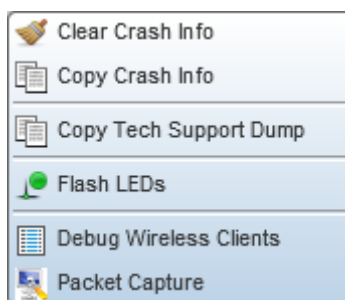 Clear Crash Info
Copy Crash Info
Copy Tech Support Dump
Flash LEDs
Debug Wireless Clients
Packet Capture